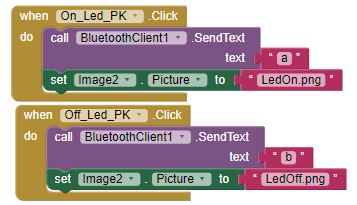 when On_Led_PK .Click
do call BluetoothClient1 .SendText
text " a "
set Image2 . Picture to " LedOn.png "
when Off_Led_PK .Click
do call BluetoothClient1 .SendText
text " b "
set Image2 . Picture to " LedOff.png "